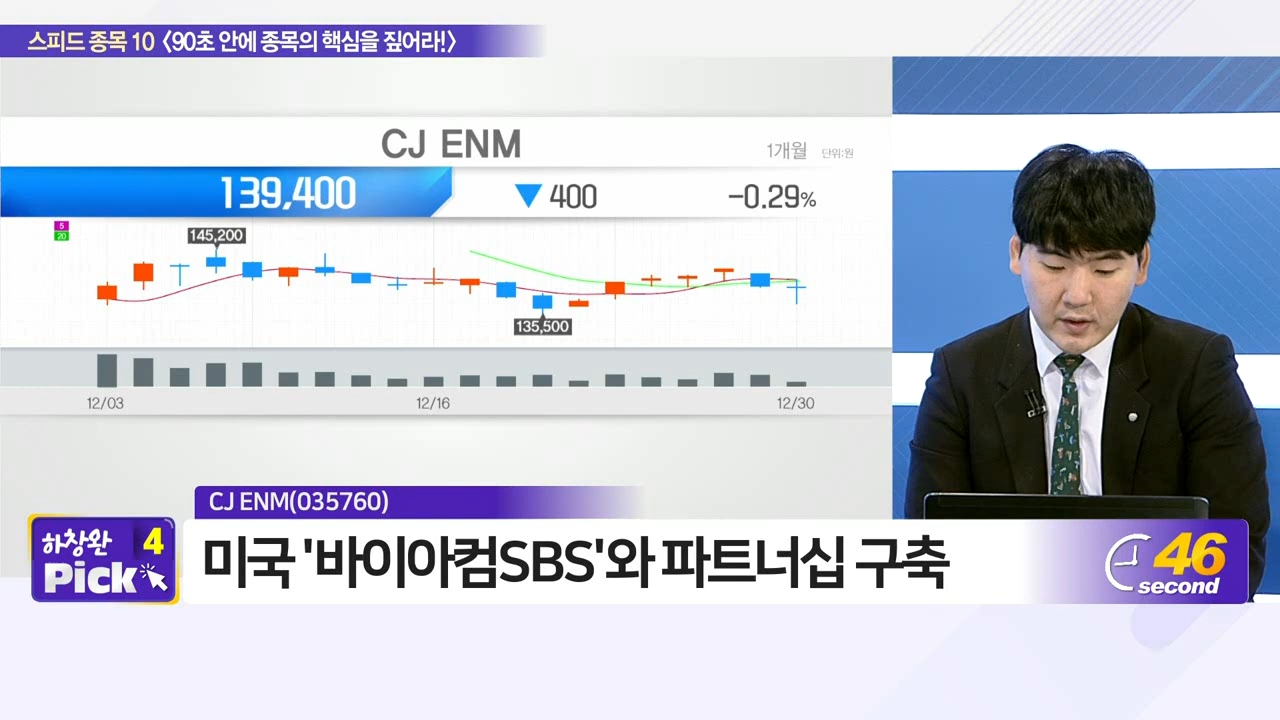 스피드 종목 10 〈90초 안에 종목의 핵심을 짚어라!〉
CJ ENM
1개월 단위:원
139,400 ▼400 -0.29%
5
20
145,200
135,500
12/03 12/16 12/30
CJ ENM(035760)
하창완 4
Pick
미국 '바이아컴SBS'와 파트너십 구축
46
second